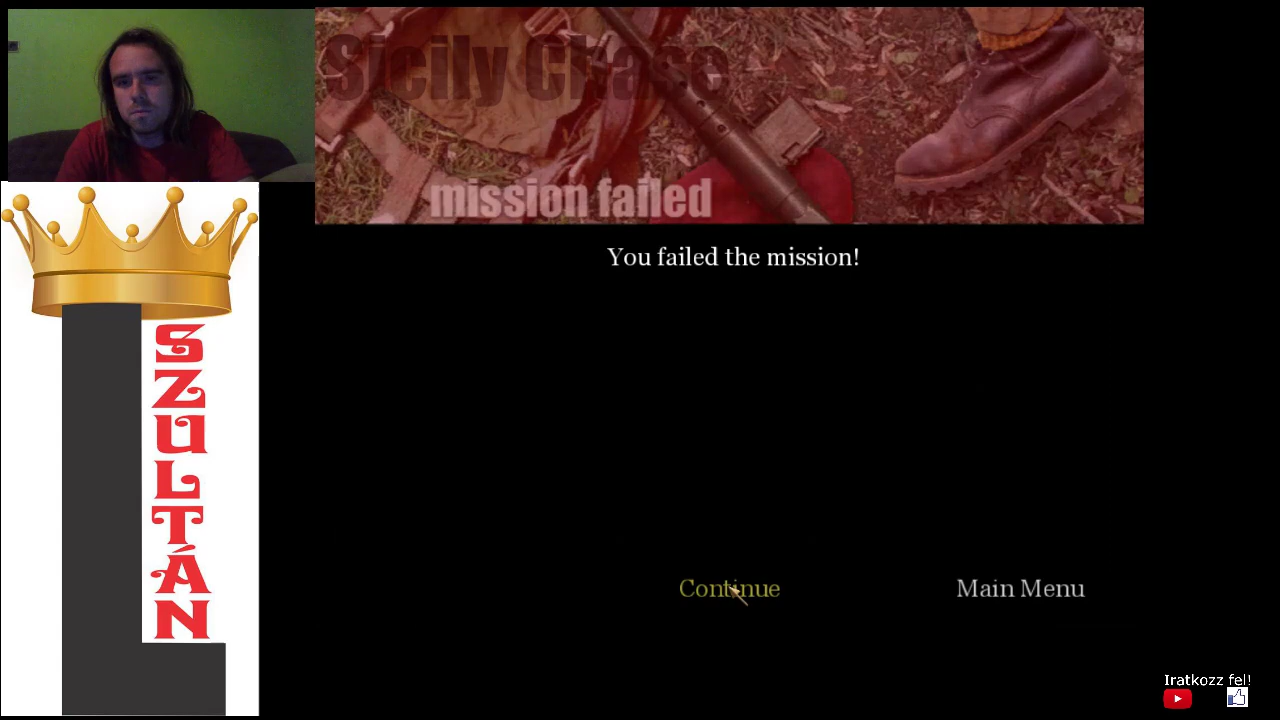 Sicily Chase
mission failed
You failed the mission!
Continue
Main Menu
L
SZULTÁN
Iratkozz fel!